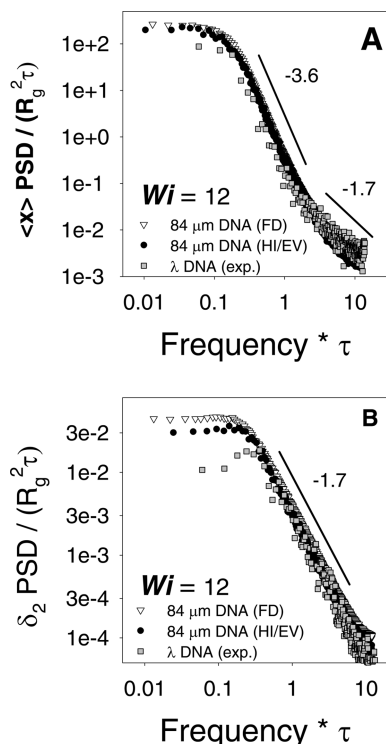 A
1e+2
1e+1
1e+0
1e-1
1e-2
1e-3
<x> PSD / (R_g^2τ)
-3.6
-1.7
Wi = 12
84 μm DNA (FD)
84 μm DNA (HI/EV)
λ DNA (exp.)
0.01 0.1 1 10
Frequency * τ
B
3e-2
1e-2
3e-3
1e-3
3e-4
1e-4
δ_2 PSD / (R_g^2τ)
-1.7
Wi = 12
84 μm DNA (FD)
84 μm DNA (HI/EV)
λ DNA (exp.)
0.01 0.1 1 10
Frequency * τ